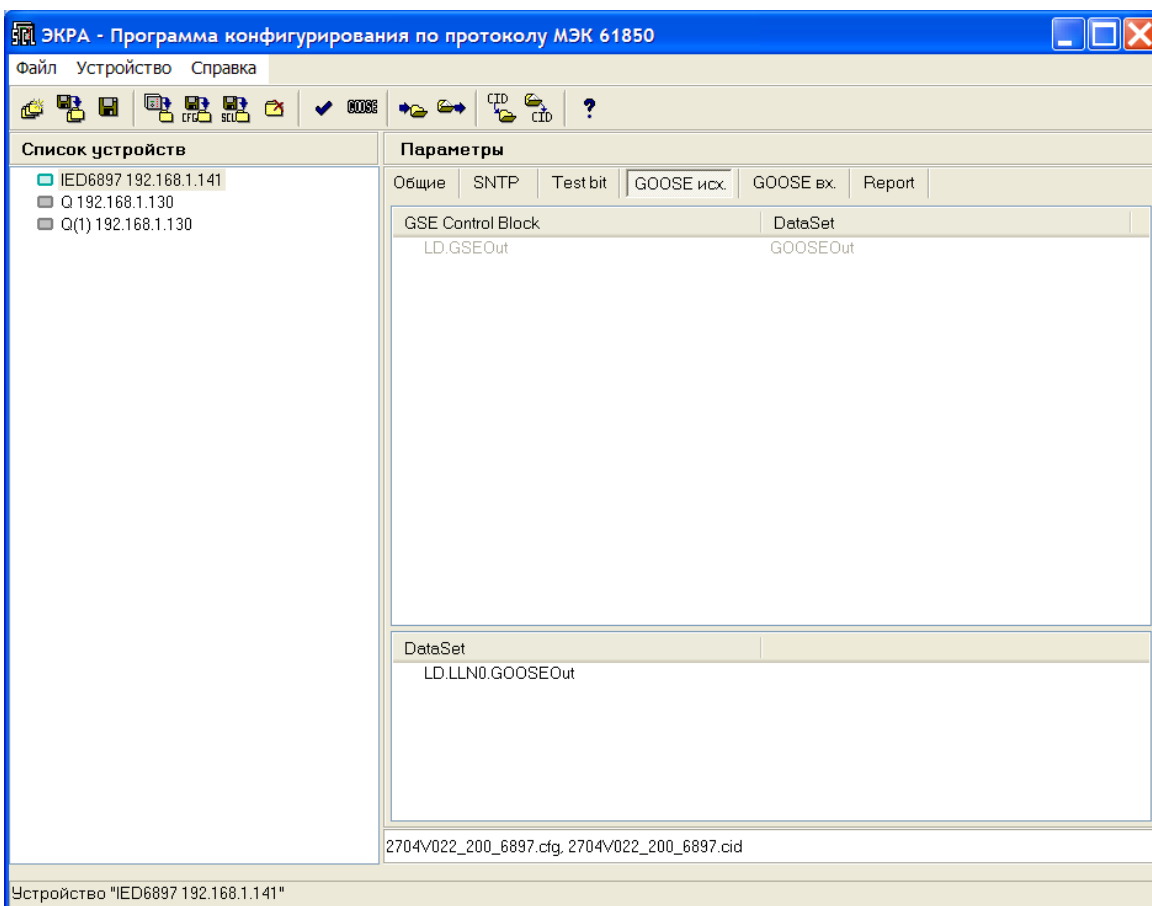 ЭКРА - Программа конфигурирования по протоколу МЭК 61850
Файл Устройство Справка
CFG SCL GOOSE CID CID ?
Список устройств
Параметры
IED6897 192.168.1.141
Q 192.168.1.130
Q(1) 192.168.1.130
Общие SNTP Test bit GOOSE исх. GOOSE вх. Report
GSE Control Block DataSet
LD.GSEOut GOOSEOut
DataSet
LD.LLN0.GOOSEOut
2704V022_200_6897.cfg, 2704V022_200_6897.cid
Устройство "IED6897 192.168.1.141"